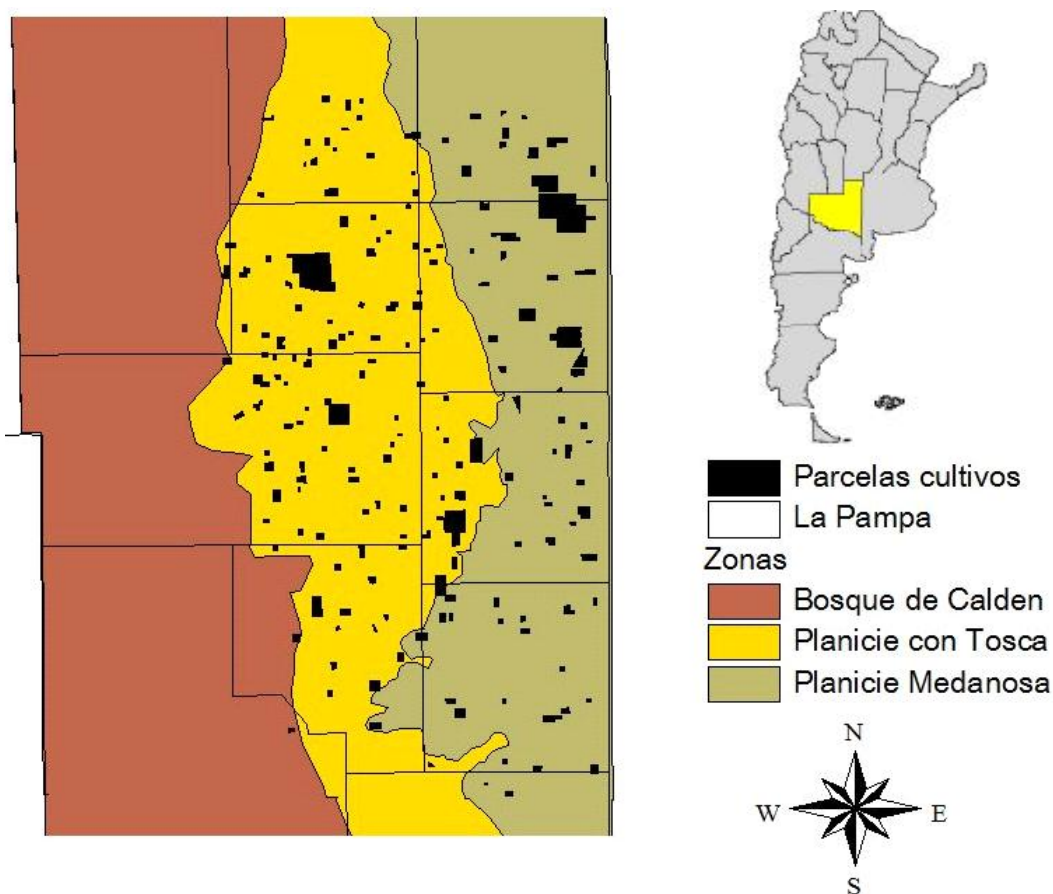 Parcelas cultivos
La Pampa
Zonas
Bosque de Calden
Planicie con Tosca
Planicie Medanosa
N
W E
S